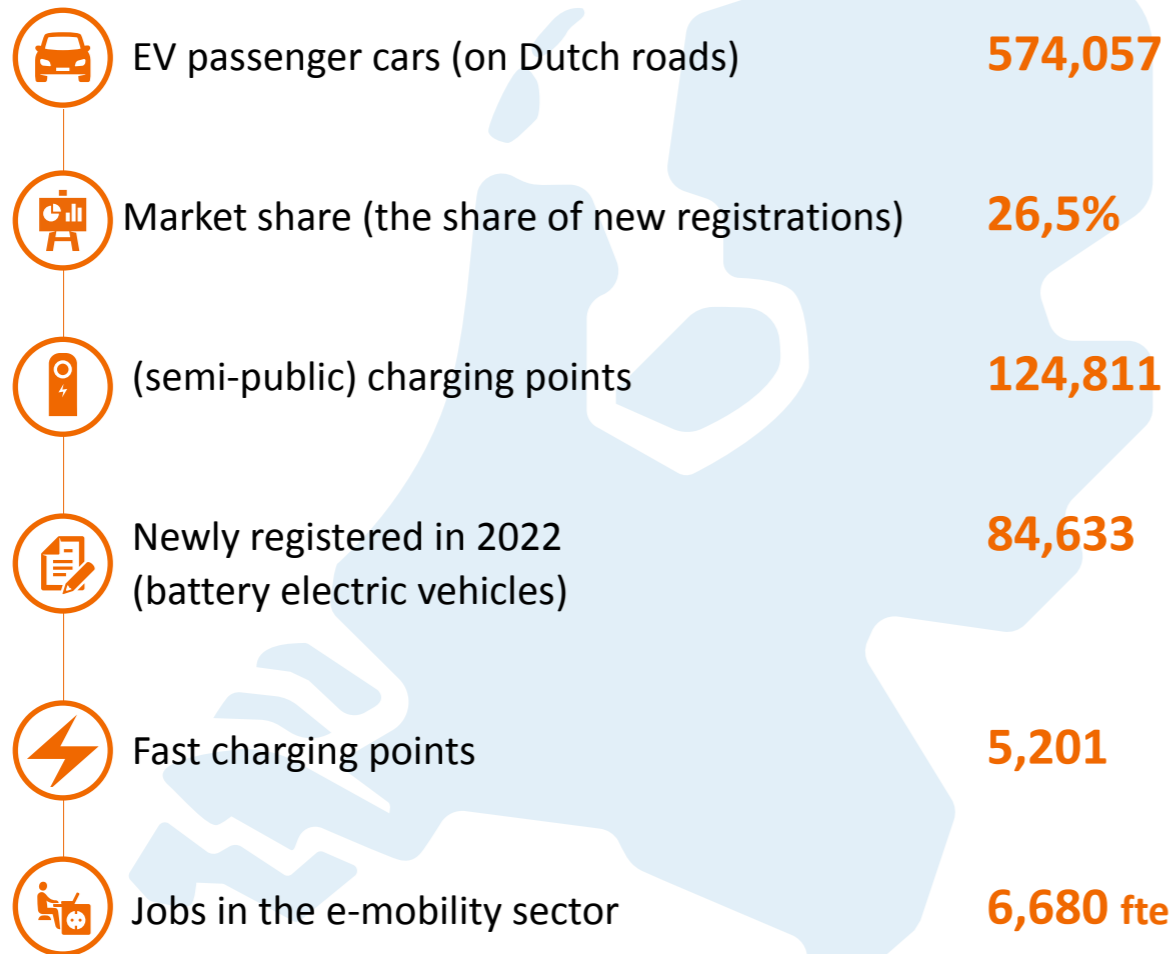 EV passenger cars (on Dutch roads) 574,057
Market share (the share of new registrations) 26,5%
(semi-public) charging points 124,811
Newly registered in 2022 84,633
(battery electric vehicles)
Fast charging points 5,201
Jobs in the e-mobility sector 6,680 fte